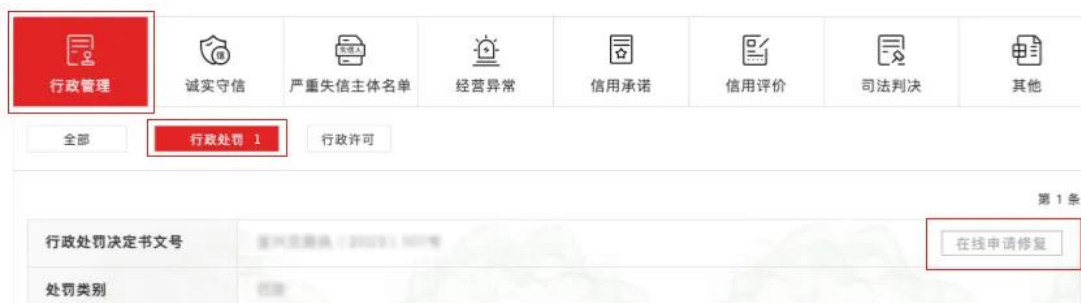 行政管理 诚实守信 严重失信主体名单 经营异常 信用承诺 信用评价 司法判决 其他
全部 行政处罚 1 行政许可
第 1 条
行政处罚决定书文号 在线申请修复
处罚类别